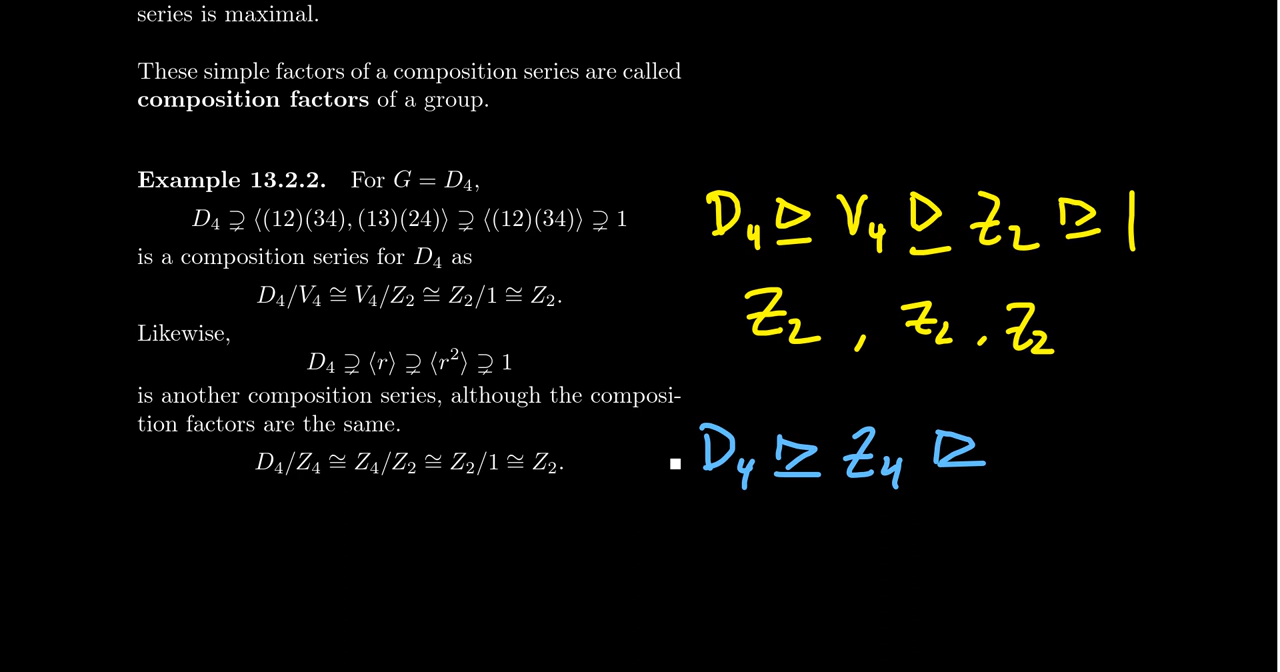 series is maximal.
These simple factors of a composition series are called
composition factors of a group.
Example 13.2.2. For G = D₄,
D₄ ⊋ ⟨(12)(34), (13)(24)⟩ ⊋ ⟨(12)(34)⟩ ⊋ 1
is a composition series for D₄ as
D₄/V₄ ≅ V₄/Z₂ ≅ Z₂/1 ≅ Z₂.
Likewise,
D₄ ⊋ ⟨r⟩ ⊋ ⟨r²⟩ ⊋ 1
is another composition series, although the composi-
tion factors are the same.
D₄/Z₄ ≅ Z₄/Z₂ ≅ Z₂/1 ≅ Z₂. ■
D₄ ⊵ V₄ ⊵ Z₂ ⊵ 1
Z₂ , Z₂ . Z₂
D₄ ⊵ Z₄ ⊵